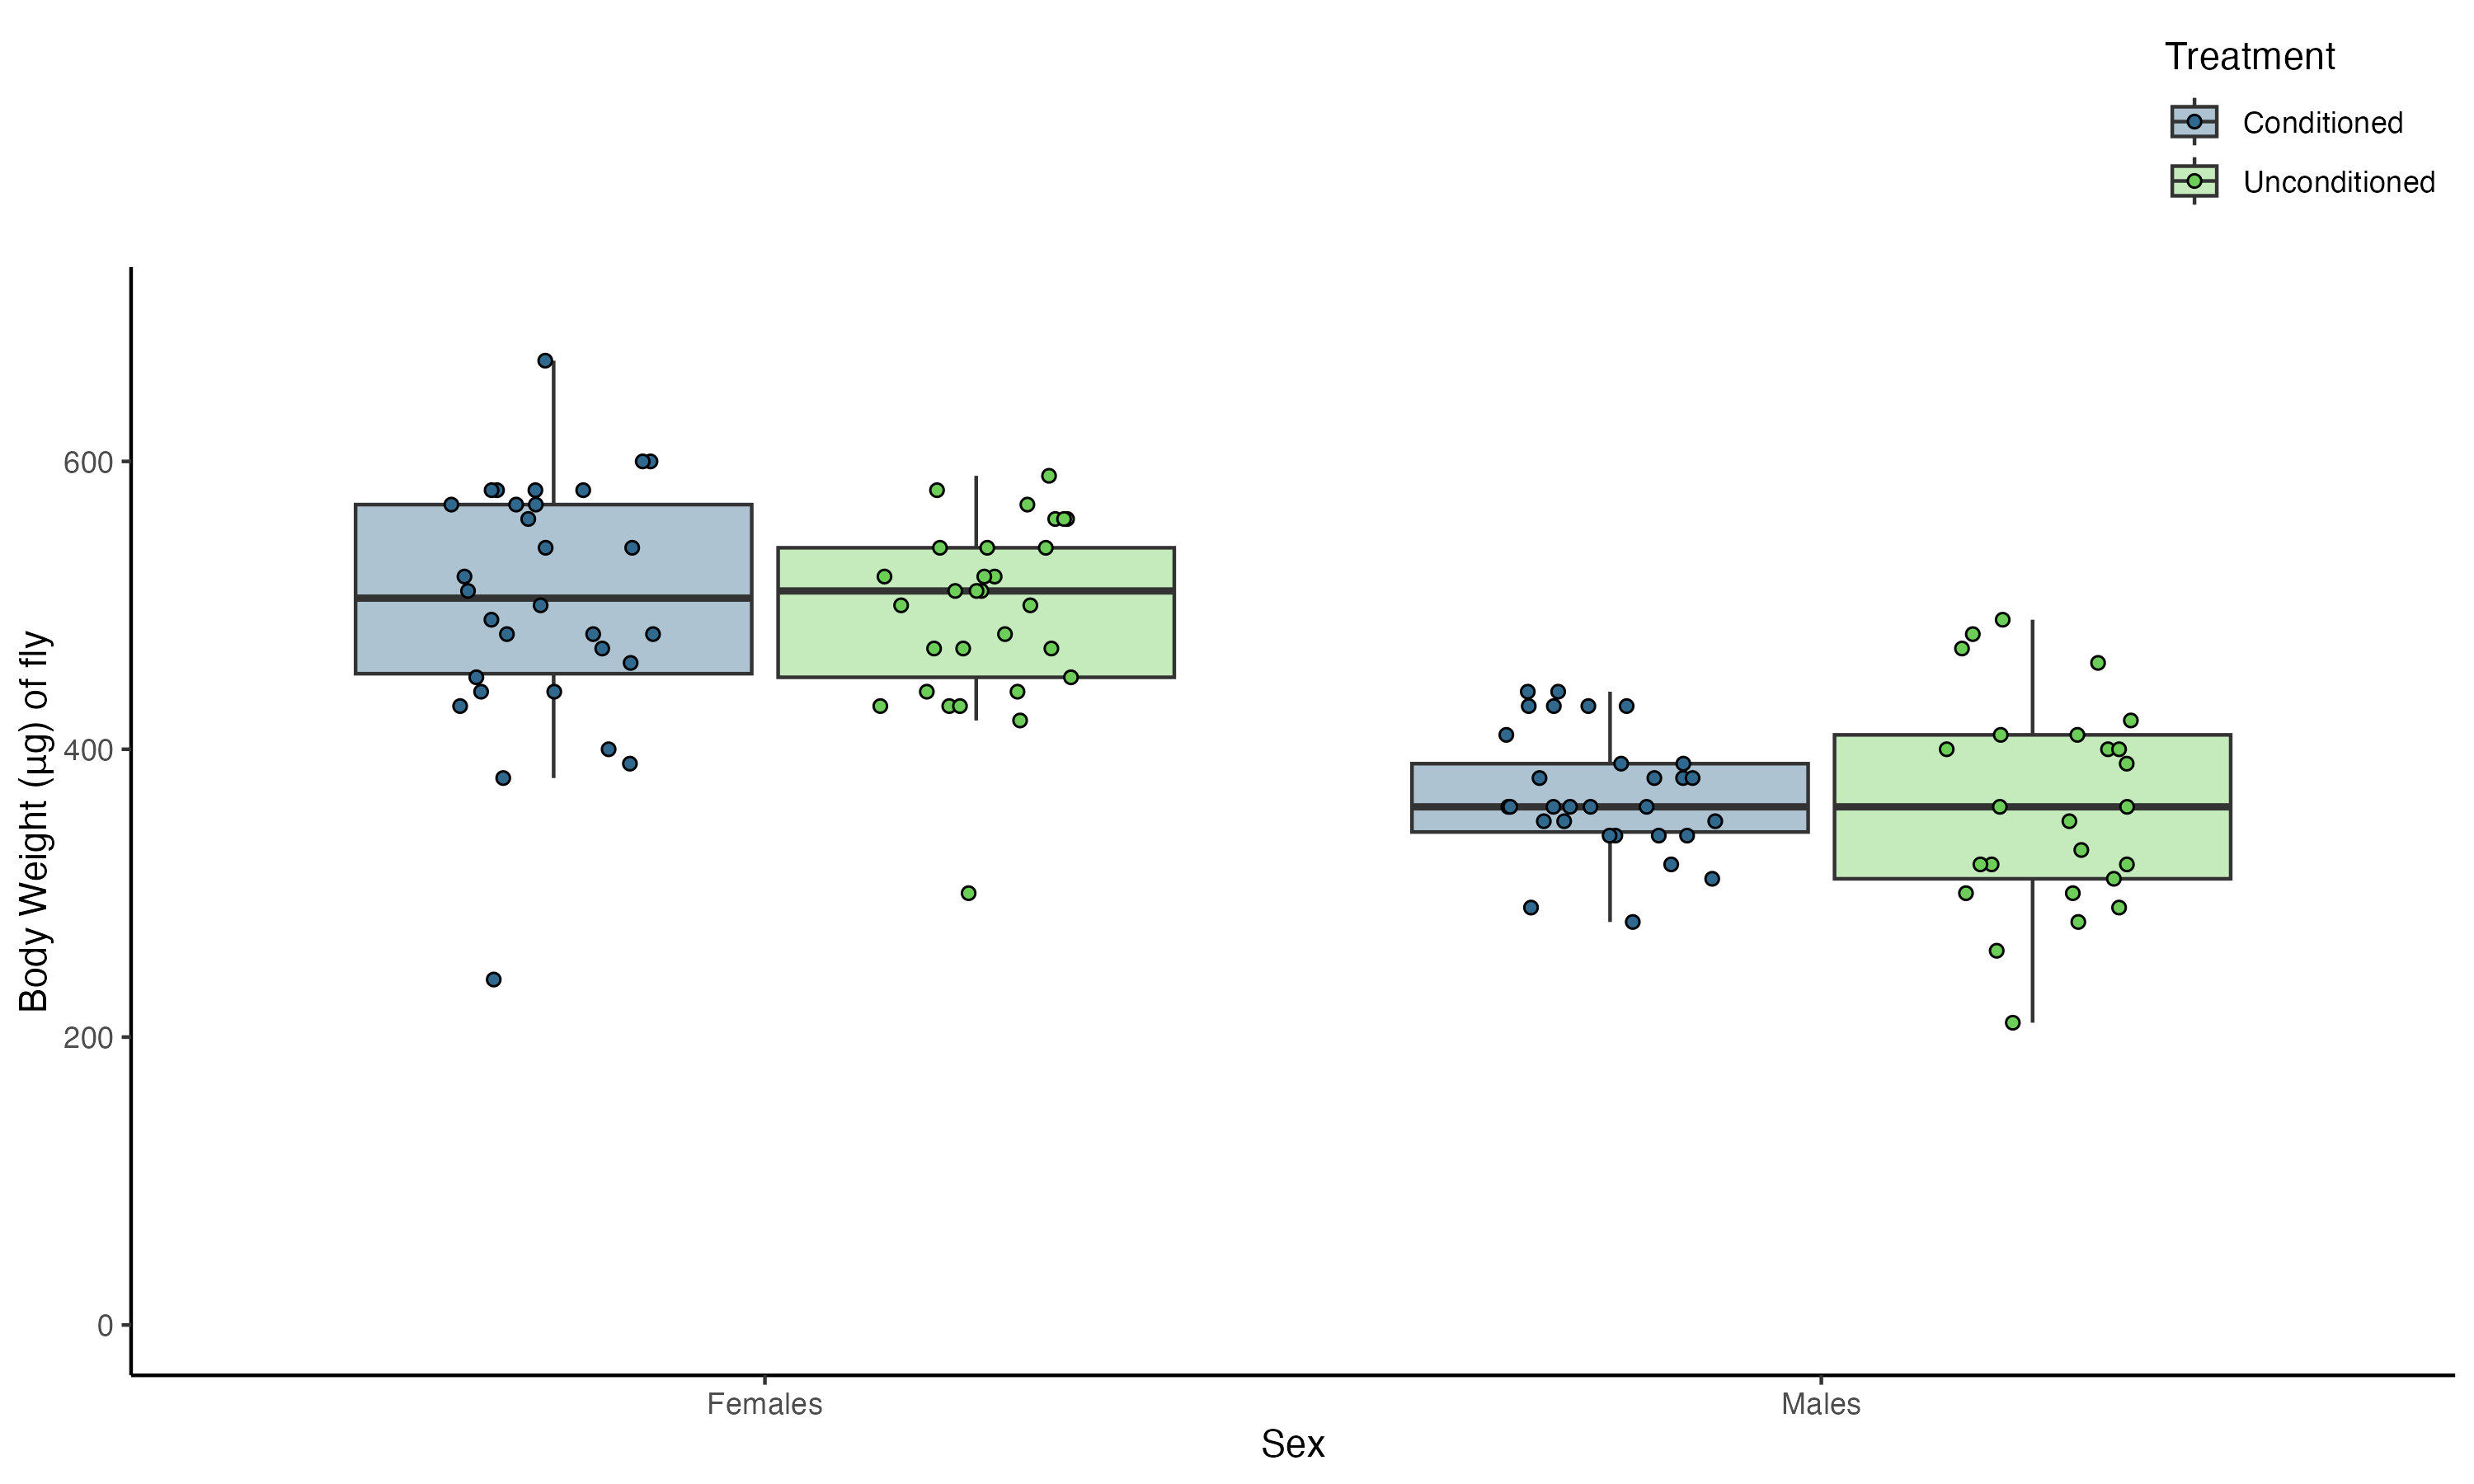 Treatment
Conditioned
Unconditioned
Body Weight (µg) of fly
600
400
200
0
Females
Males
Sex